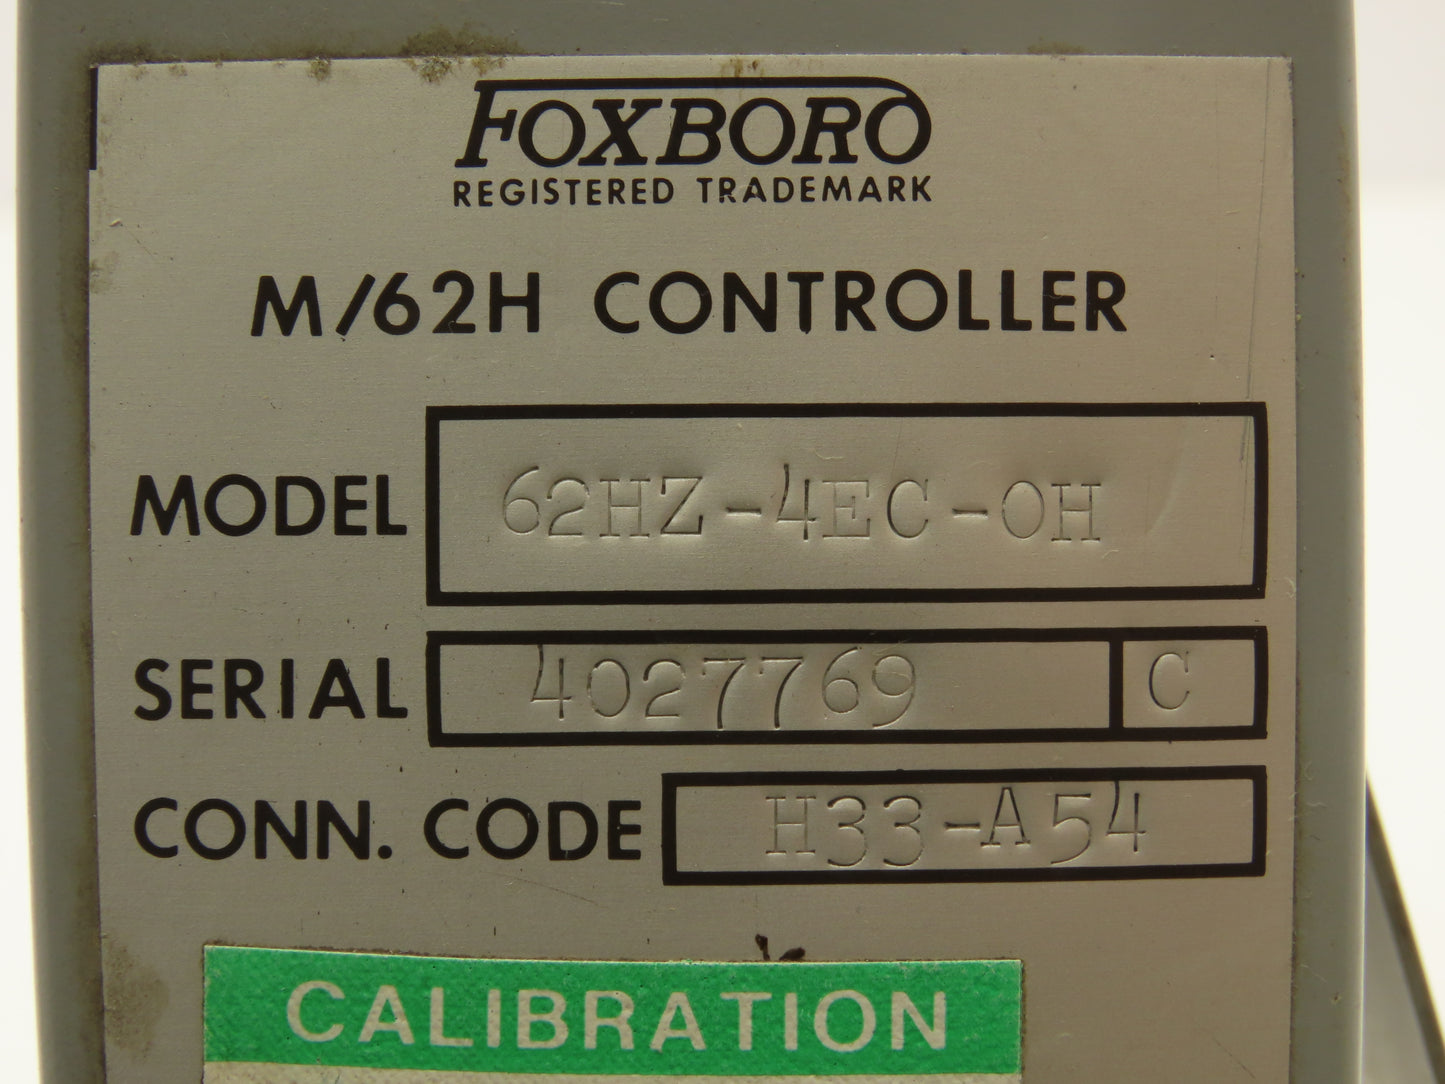 FOXBORO
REGISTERED TRADEMARK
M/62H CONTROLLER
MODEL 62HZ-4EC-OH
SERIAL 4027769 C
CONN. CODE H33-A54
CALIBRATION